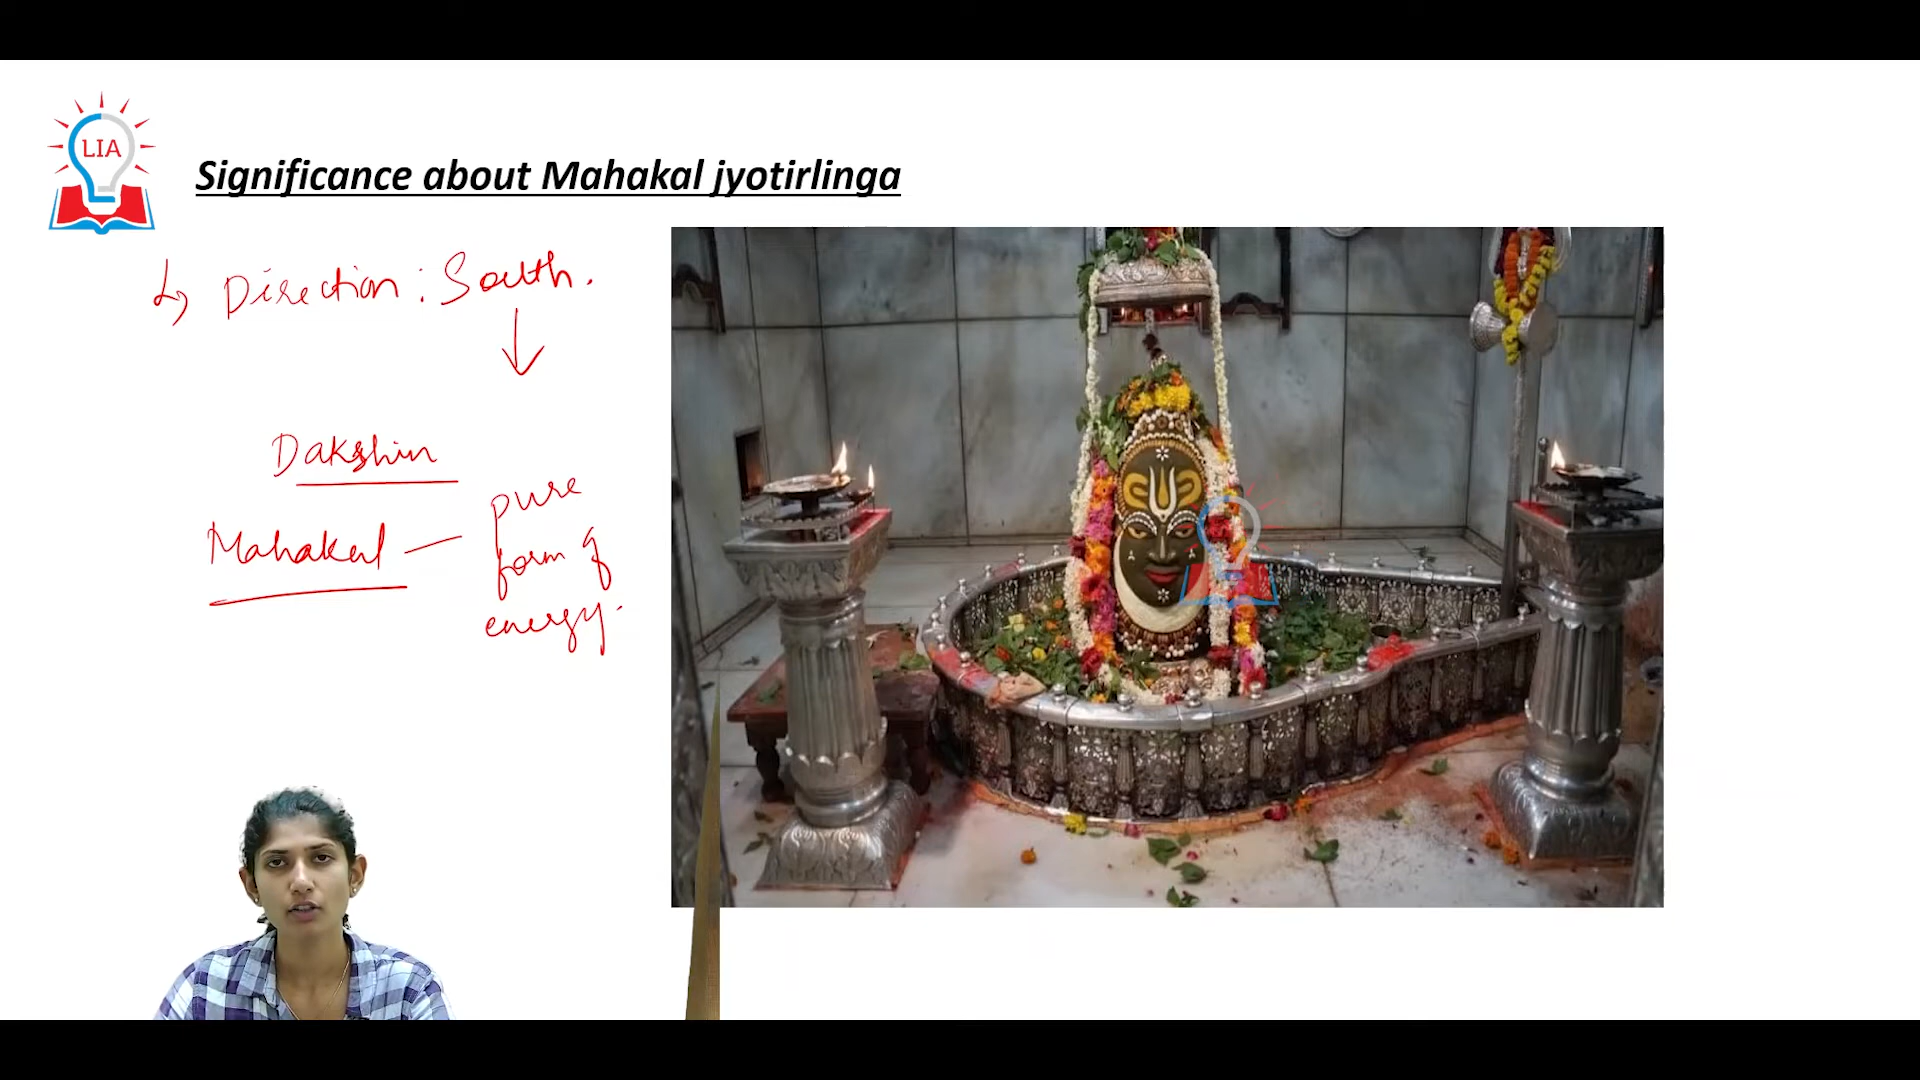 LIA
Significance about Mahakal jyotirlinga
↳ Direction : South.
↓
Dakshin
Mahakal — pure
form of
energy.